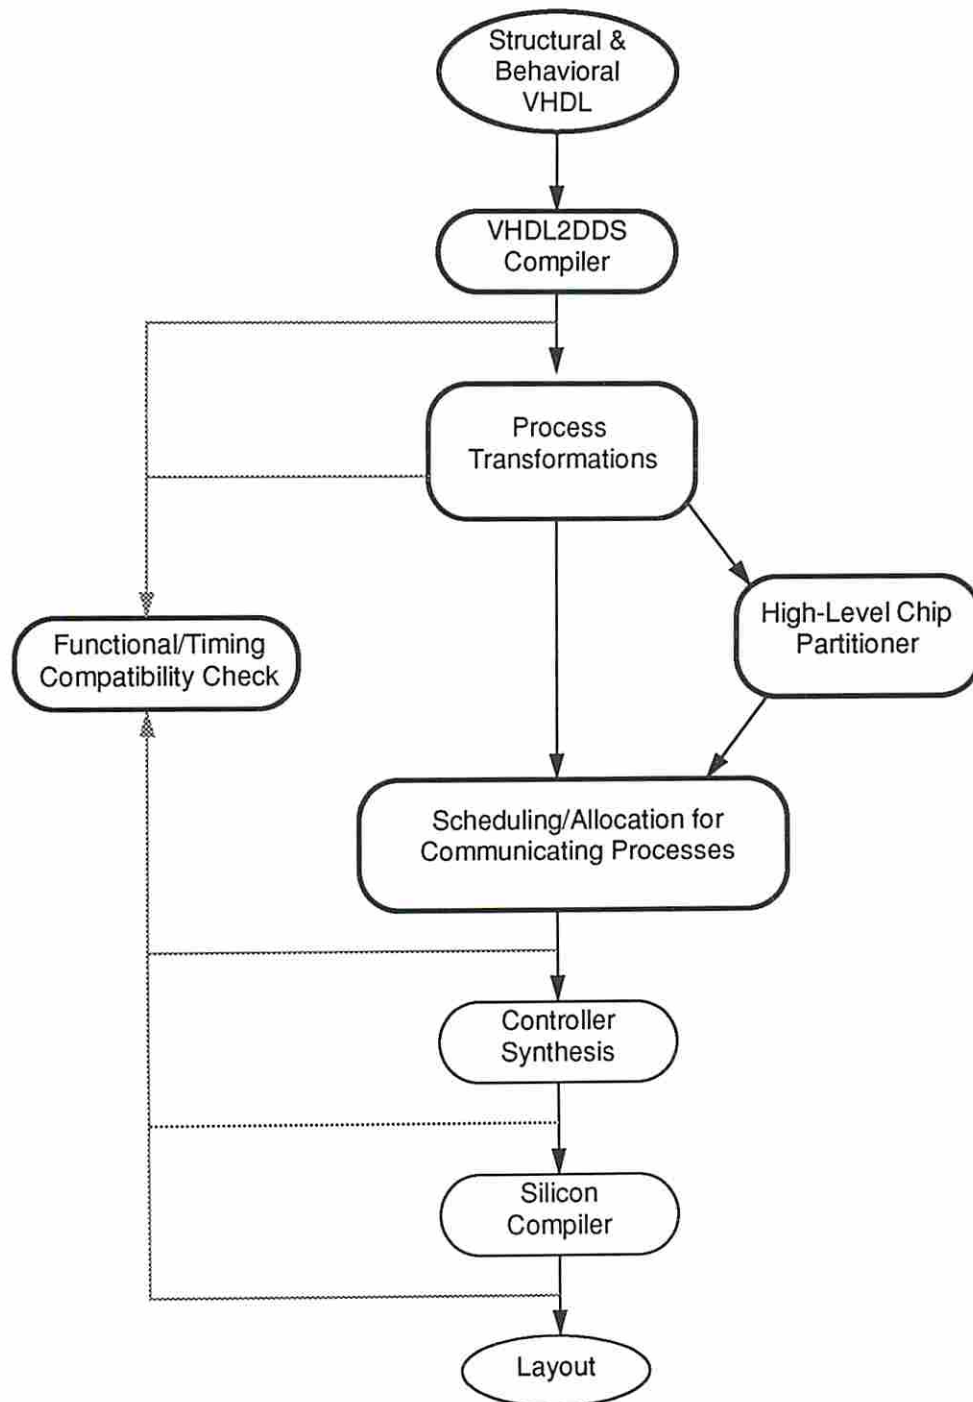 Structural &
Behavioral
VHDL
VHDL2DDS
Compiler
Process
Transformations
High-Level Chip
Partitioner
Functional/Timing
Compatibility Check
Scheduling/Allocation for
Communicating Processes
Controller
Synthesis
Silicon
Compiler
Layout